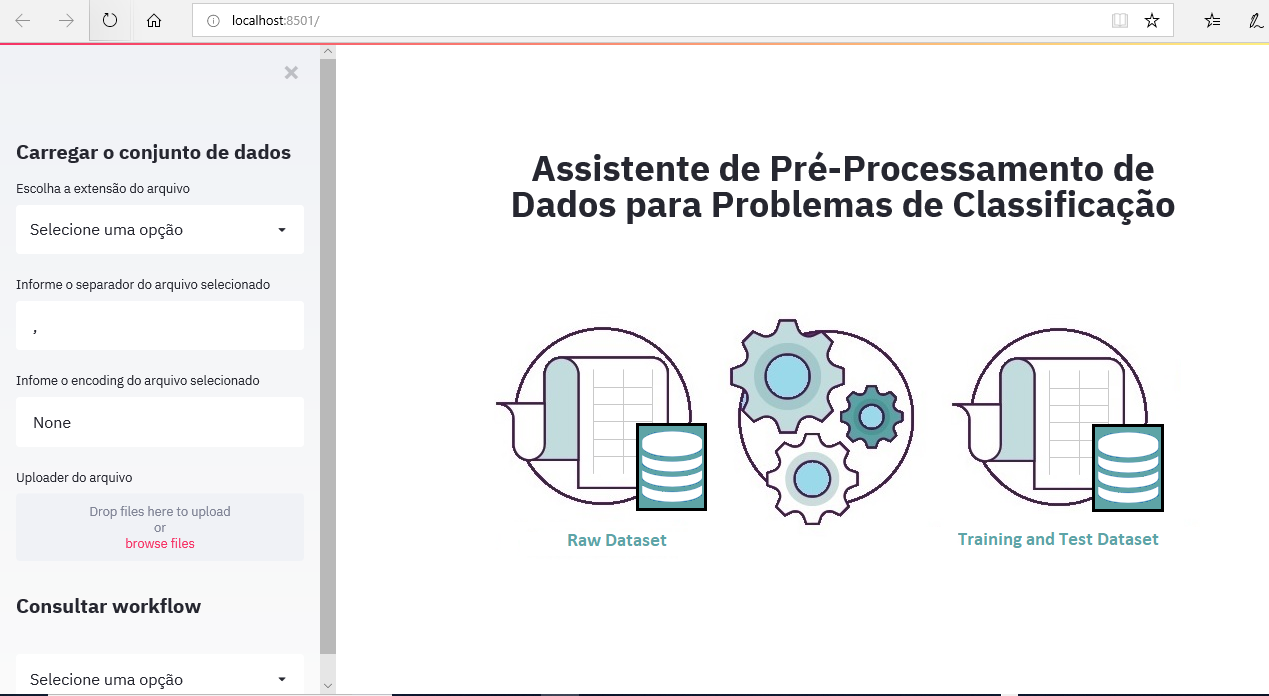 localhost:8501/
Carregar o conjunto de dados
Escolha a extensão do arquivo
Selecione uma opção
Informe o separador do arquivo selecionado
,
Infome o encoding do arquivo selecionado
None
Uploader do arquivo
Drop files here to upload
or
browse files
Consultar workflow
Selecione uma opção
Assistente de Pré-Processamento de
Dados para Problemas de Classificação
Raw Dataset
Training and Test Dataset